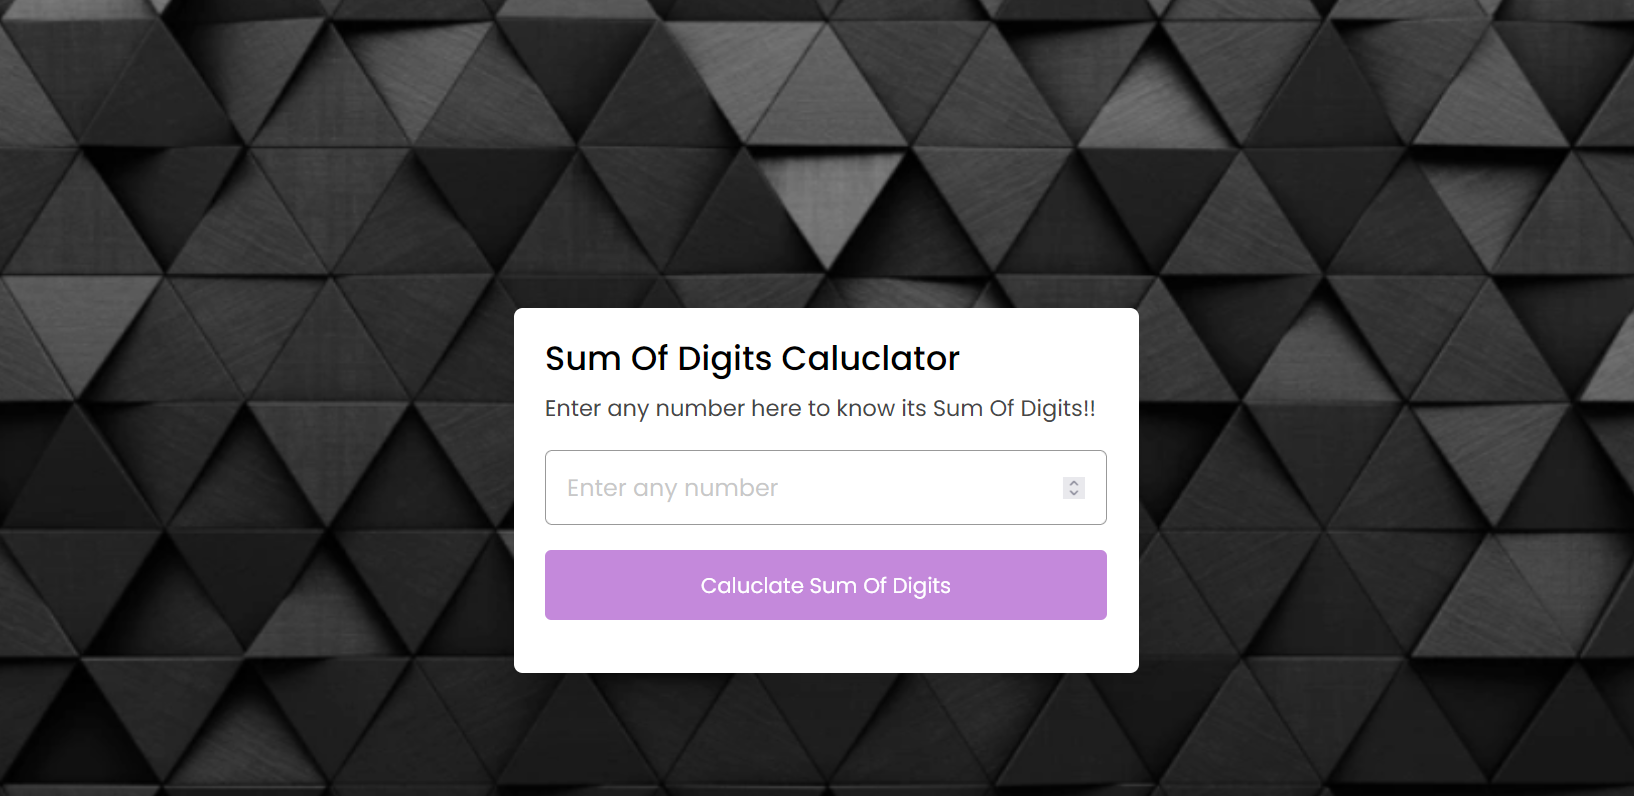 Sum Of Digits Caluclator
Enter any number here to know its Sum Of Digits!!
Enter any number
Caluclate Sum Of Digits